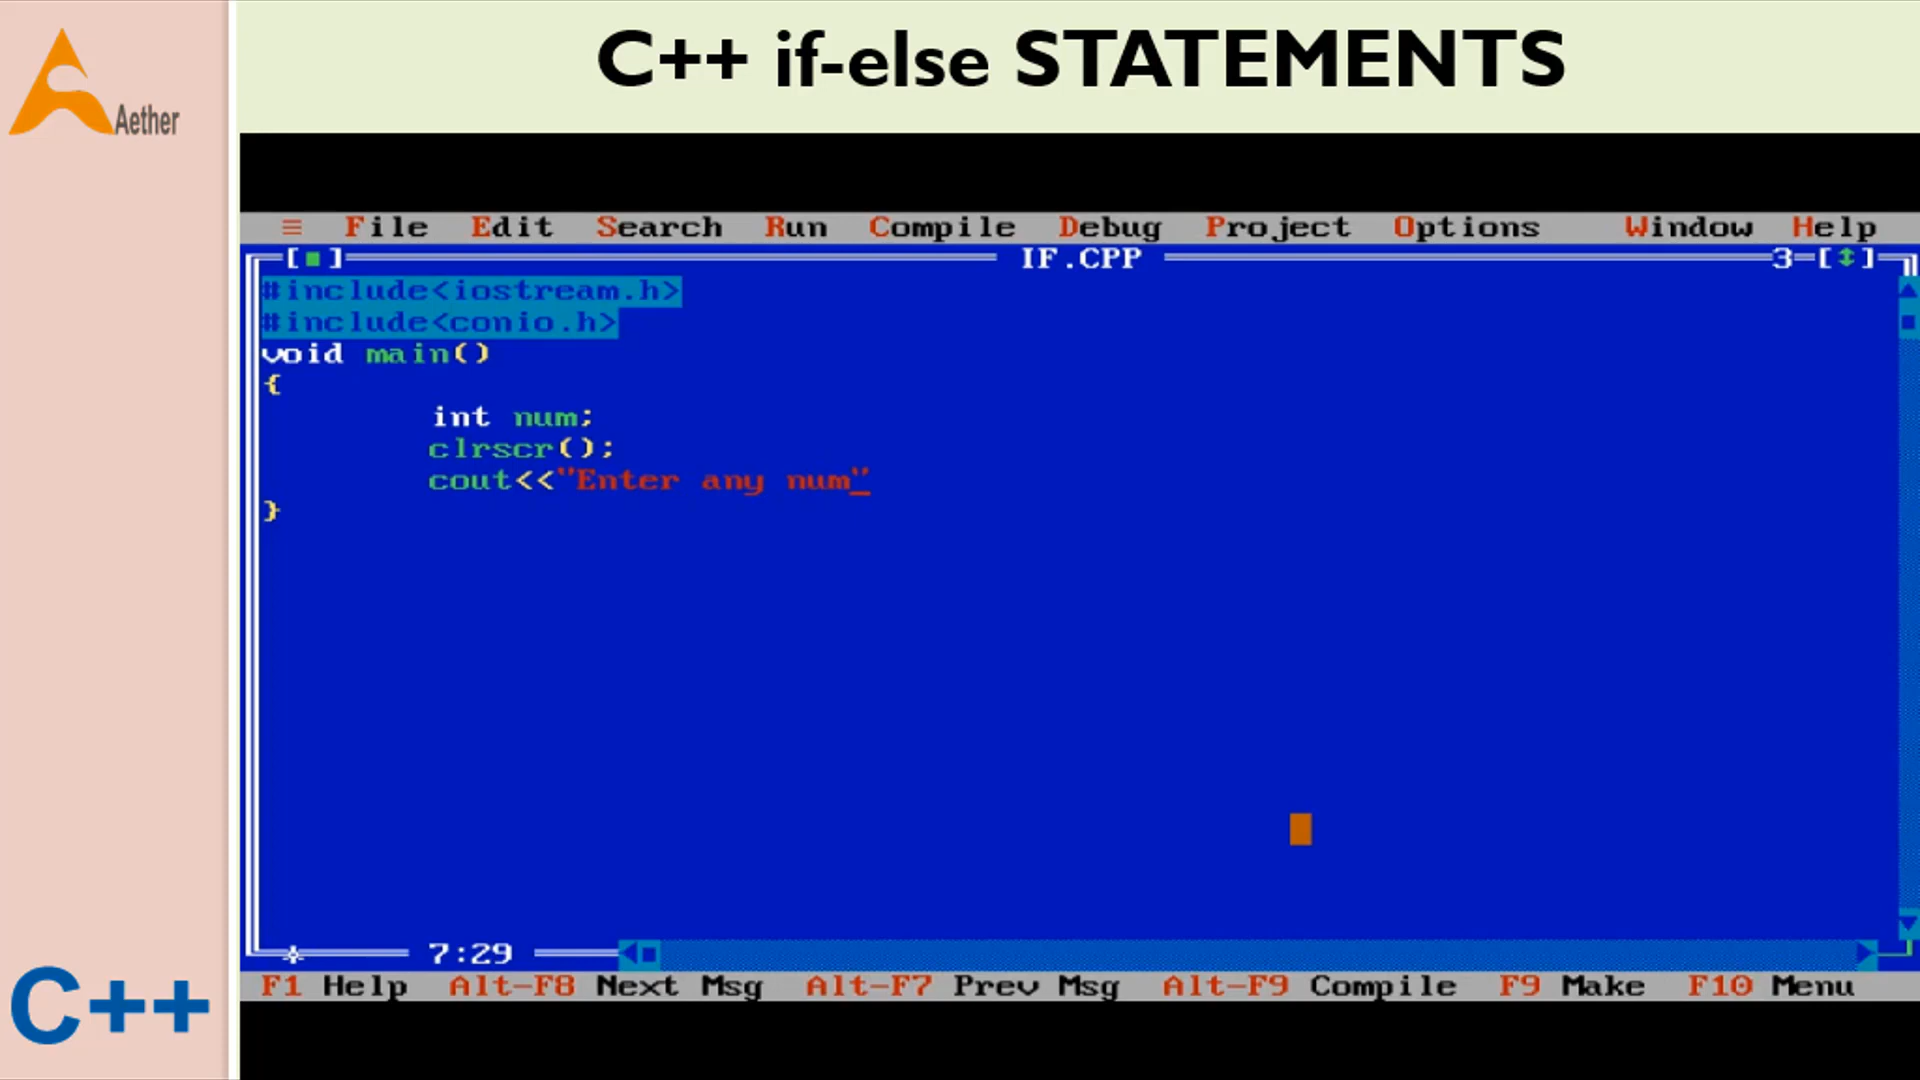 C++ if-else STATEMENTS
Aether
≡ File Edit Search Run Compile Debug Project Options Window Help
[■] IF.CPP 3=[↕]
#include<iostream.h>
#include<conio.h>
void main()
{
int num;
clrscr();
cout<<"Enter any num"
}
7:29
F1 Help Alt-F8 Next Msg Alt-F7 Prev Msg Alt-F9 Compile F9 Make F10 Menu
C++